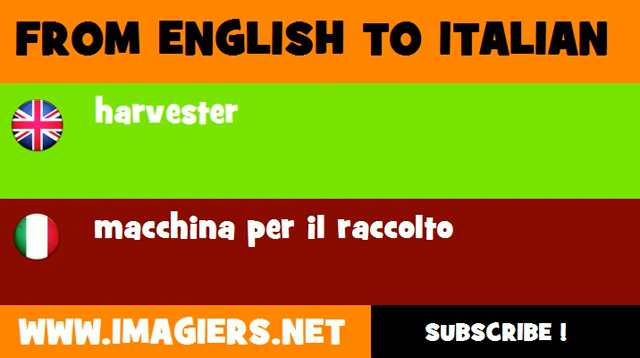 FROM ENGLISH TO ITALIAN
harvester
macchina per il raccolto
WWW.IMAGIERS.NET
SUBSCRIBE !